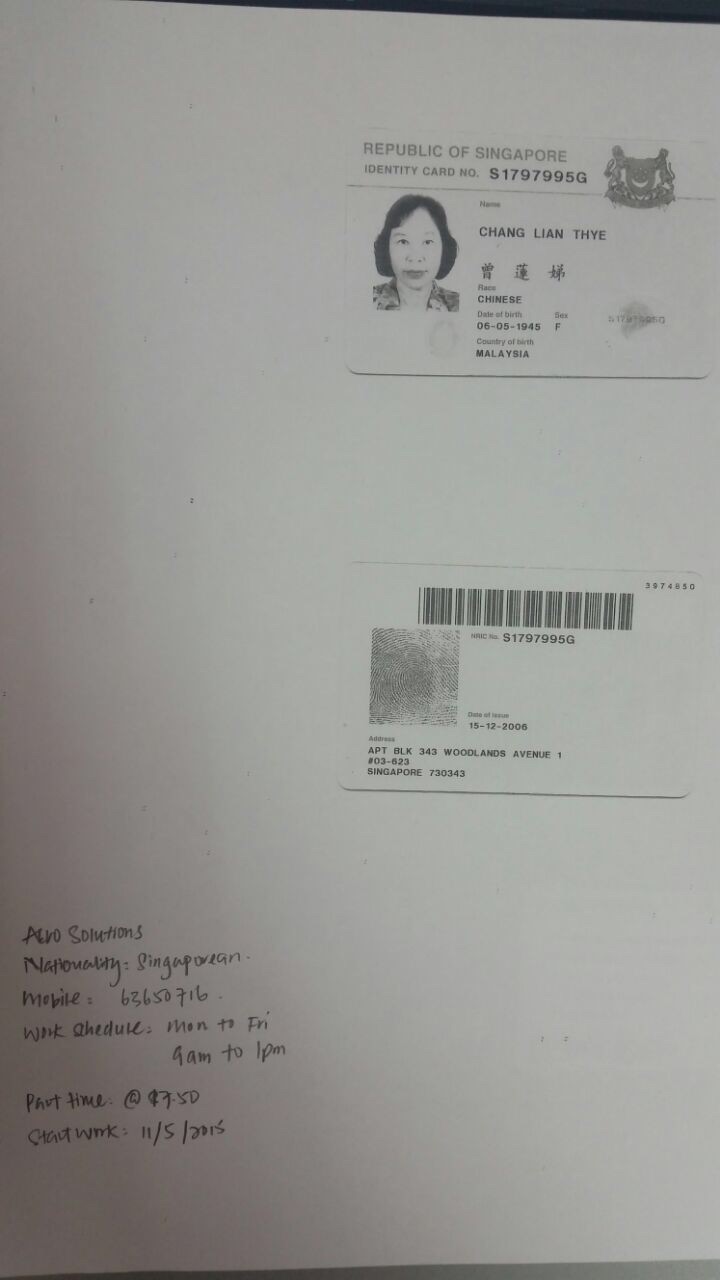 REPUBLIC OF SINGAPORE
IDENTITY CARD NO. S1797995G
Name
CHANG LIAN THYE
曾 蓮 娣
Race
CHINESE
Date of birth Sex
06-05-1945 F
S1797995G
Country of birth
MALAYSIA
3974850
NRIC No. S1797995G
Date of issue
15-12-2006
Address
APT BLK 343 WOODLANDS AVENUE 1
#03-623
SINGAPORE 730343
Solutions
Nationality: Singaporean.
Mobile: 63650716.
Work Shedule: Mon to Fri
9am to 1pm
Part time: @ $7.50
Start work: 11/5/2015